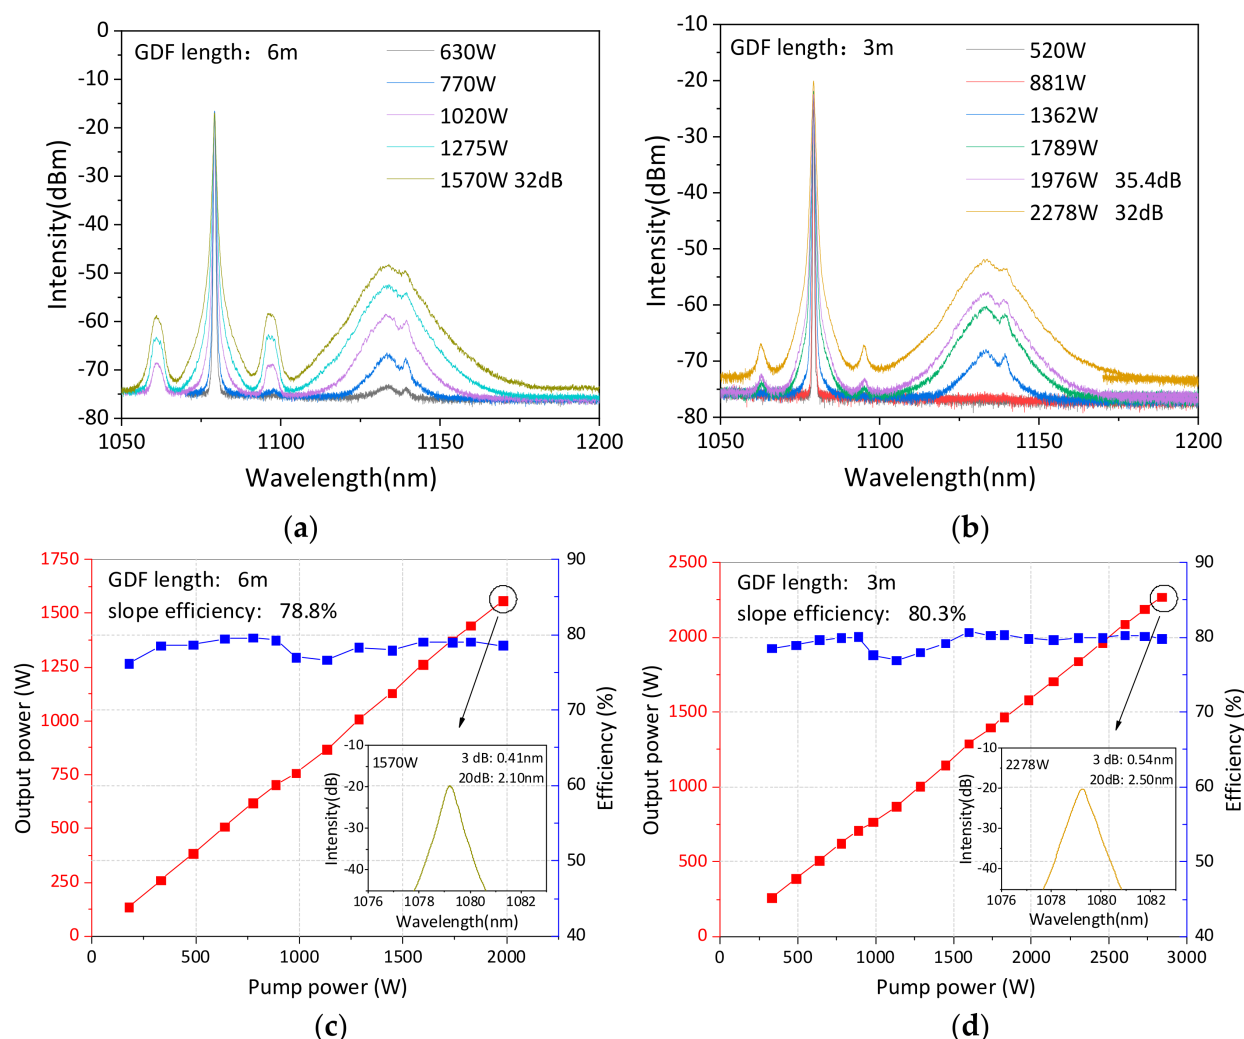 0
-10
-20
-30
-40
-50
-60
-70
-80
Intensity(dBm)
GDF length: 6m
630W
770W
1020W
1275W
1570W 32dB
1050
1100
1150
1200
Wavelength(nm)
(a)
-10
-20
-30
-40
-50
-60
-70
-80
Intensity(dBm)
GDF length: 3m
520W
881W
1362W
1789W
1976W 35.4dB
2278W 32dB
1050
1100
1150
1200
Wavelength(nm)
(b)
1750
1500
1250
1000
750
500
250
0
Output power (W)
GDF length: 6m
slope efficiency: 78.8%
90
80
70
60
50
40
Efficiency (%)
-10
-20
-30
-40
Intensity(dB)
1570W
3 dB: 0.41nm
20dB: 2.10nm
1076
1078
1080
1082
Wavelength(nm)
0
500
1000
1500
2000
Pump power (W)
(c)
2500
2000
1500
1000
500
0
Output power (W)
GDF length: 3m
slope efficiency: 80.3%
90
80
70
60
50
40
Efficiency (%)
-10
-20
-30
-40
Intensity(dB)
2278W
3 dB: 0.54nm
20dB: 2.50nm
1076
1078
1080
1082
Wavelength(nm)
0
500
1000
1500
2000
2500
3000
Pump power (W)
(d)